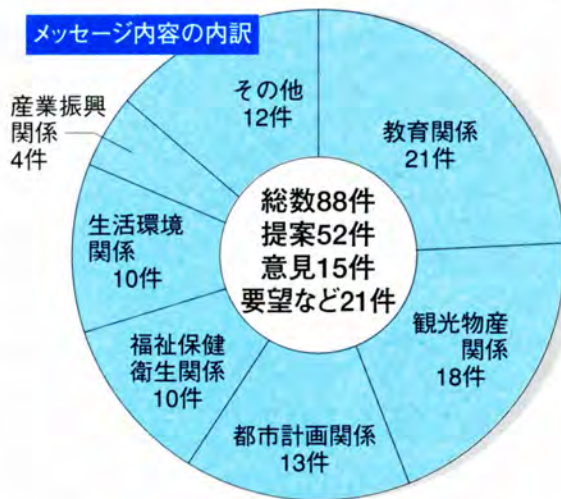 メッセージ内容の内訳
総数88件
提案52件
意見15件
要望など21件
教育関係
21件
観光物産
関係
18件
都市計画関係
13件
福祉保健
衛生関係
10件
生活環境
関係
10件
産業振興
関係
4件
その他
12件